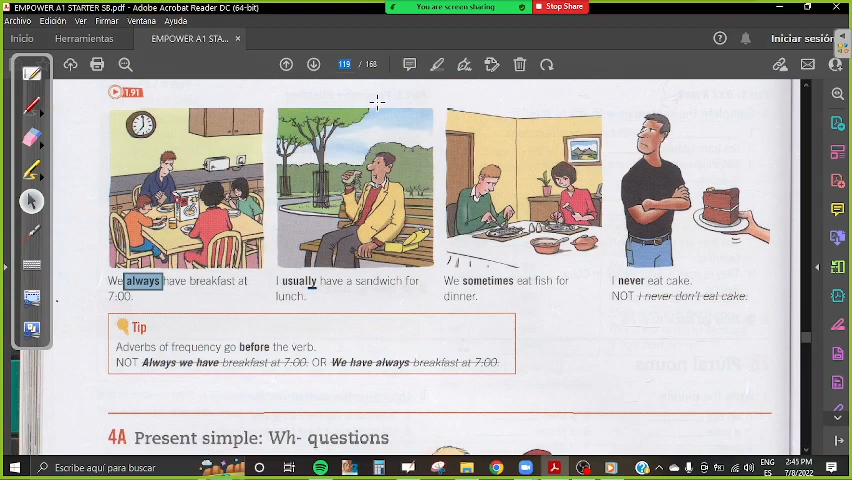 EMPOWER A1 STARTER SB.pdf - Adobe Acrobat Reader DC (64-bit)
You are screen sharing
Stop Share
Archivo Edición Ver Firmar Ventana Ayuda
Inicio Herramientas EMPOWER A1 STA... × Iniciar sesión
119 / 168
1.91
We always have breakfast at
7:00.
I usually have a sandwich for
lunch.
We sometimes eat fish for
dinner.
I never eat cake.
NOT I never don't eat cake.
Tip
Adverbs of frequency go before the verb.
NOT Always we have breakfast at 7:00. OR We have always breakfast at 7:00.
4A Present simple: Wh- questions
Escribe aquí para buscar
ENG
ES
2:45 PM
7/8/2022